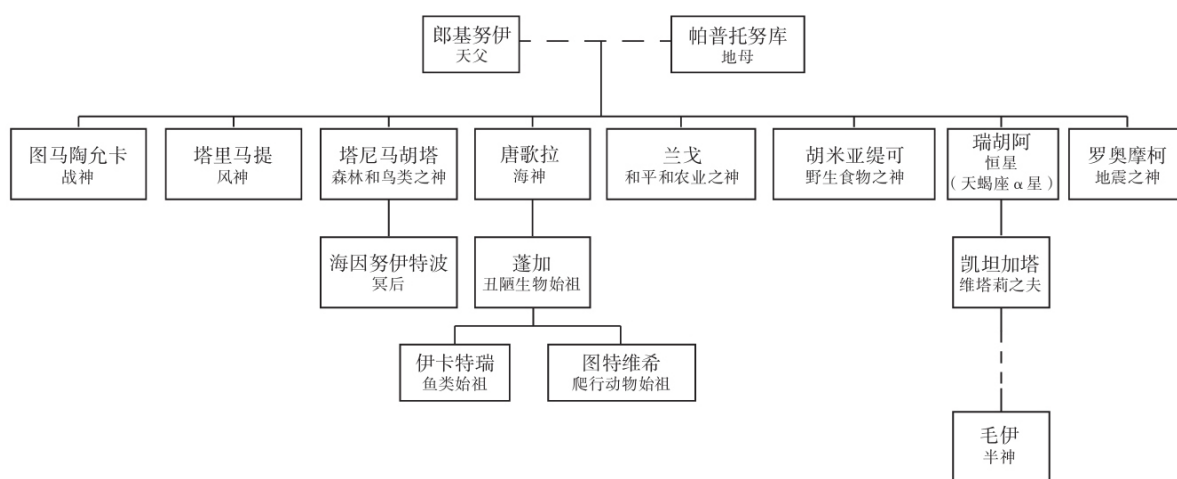 郎基努伊
天父
帕普托努库
地母
图马陶允卡
战神
塔里马提
风神
塔尼马胡塔
森林和鸟类之神
唐歌拉
海神
兰戈
和平和农业之神
胡米亚缇可
野生食物之神
瑞胡阿
恒星
（天蝎座α星）
罗奥摩柯
地震之神
海因努伊特波
冥后
蓬加
丑陋生物始祖
凯坦加塔
维塔莉之夫
伊卡特瑞
鱼类始祖
图特维希
爬行动物始祖
毛伊
半神